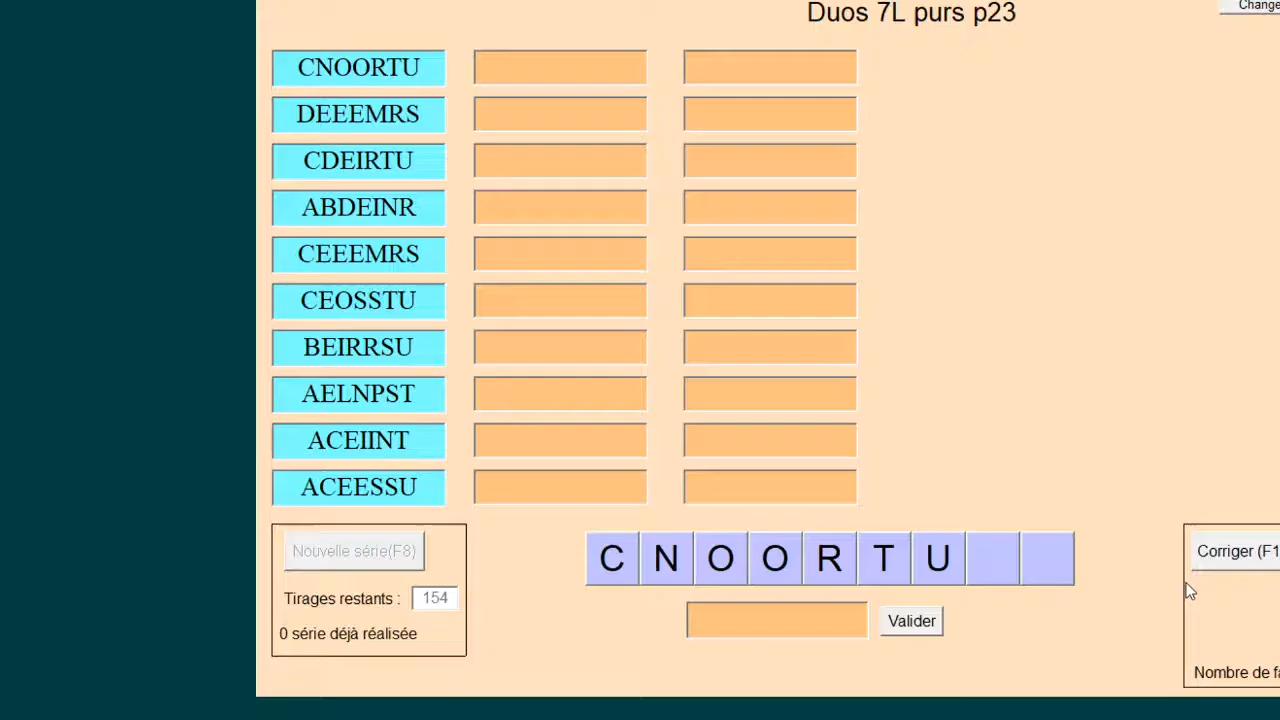 Duos 7L purs p23
Change
CNOORTU
DEEEMRS
CDEIRTU
ABDEINR
CEEEMRS
CEOSSTU
BEIRRSU
AELNPST
ACEIINT
ACEESSU
Nouvelle série(F8)
Tirages restants : 154
0 série déjà réalisée
C N O O R T U
Valider
Corriger (F1
Nombre de fa